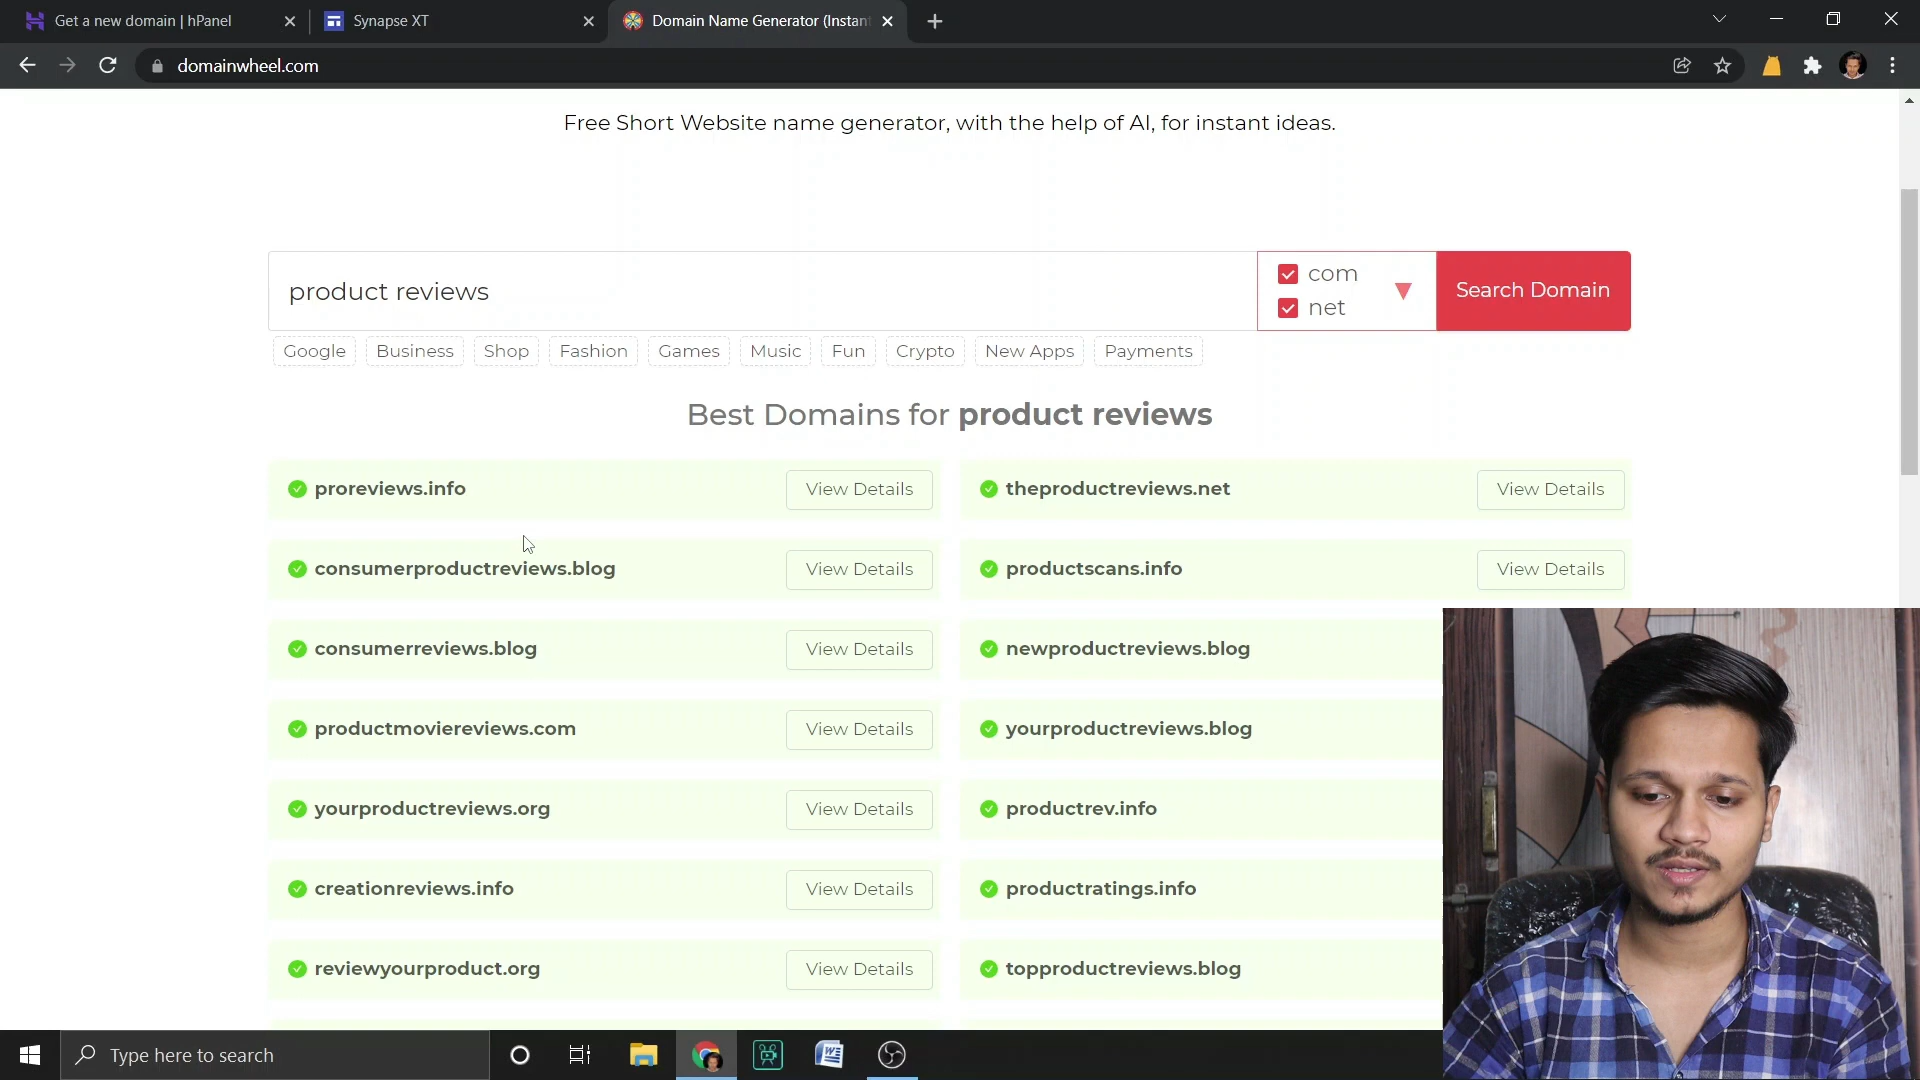 Get a new domain | hPanel
Synapse XT
Domain Name Generator (Instan
domainwheel.com
Free Short Website name generator, with the help of AI, for instant ideas.
product reviews
com
net
Search Domain
Google
Business
Shop
Fashion
Games
Music
Fun
Crypto
New Apps
Payments
Best Domains for product reviews
proreviews.info
View Details
theproductreviews.net
View Details
consumerproductreviews.blog
View Details
productscans.info
View Details
consumerreviews.blog
View Details
newproductreviews.blog
productmoviereviews.com
View Details
yourproductreviews.blog
yourproductreviews.org
View Details
productrev.info
creationreviews.info
View Details
productratings.info
reviewyourproduct.org
View Details
topproductreviews.blog
Type here to search